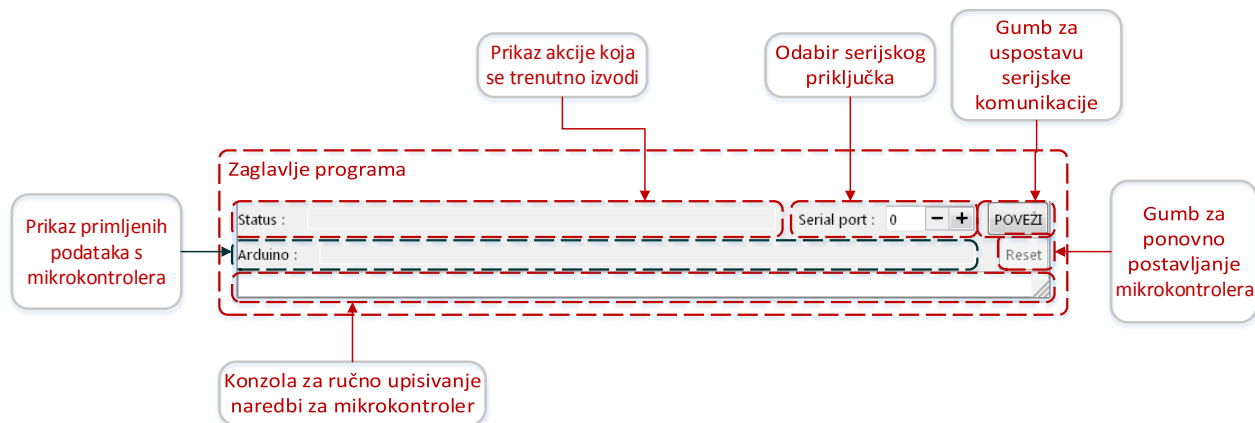 Prikaz akcije koja
se trenutno izvodi
Odabir serijskog
priključka
Gumb za
uspostavu
serijske
komunikacije
Zaglavlje programa
Prikaz primljenih
podataka s
mikrokontrolera
Status :
Serial port :
0
POVEŽI
Arduino :
Reset
Gumb za
ponovno
postavljanje
mikrokontrolera
Konzola za ručno upisivanje
naredbi za mikrokontroler